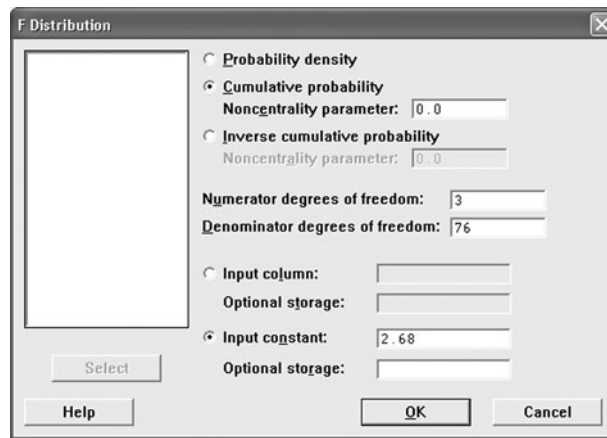 F Distribution
Probability density
Cumulative probability
Noncentrality parameter: 0.0
Inverse cumulative probability
Noncentrality parameter: 0.0
Numerator degrees of freedom: 3
Denominator degrees of freedom: 76
Input column:
Optional storage:
Input constant: 2.68
Optional storage:
Select
Help
OK
Cancel